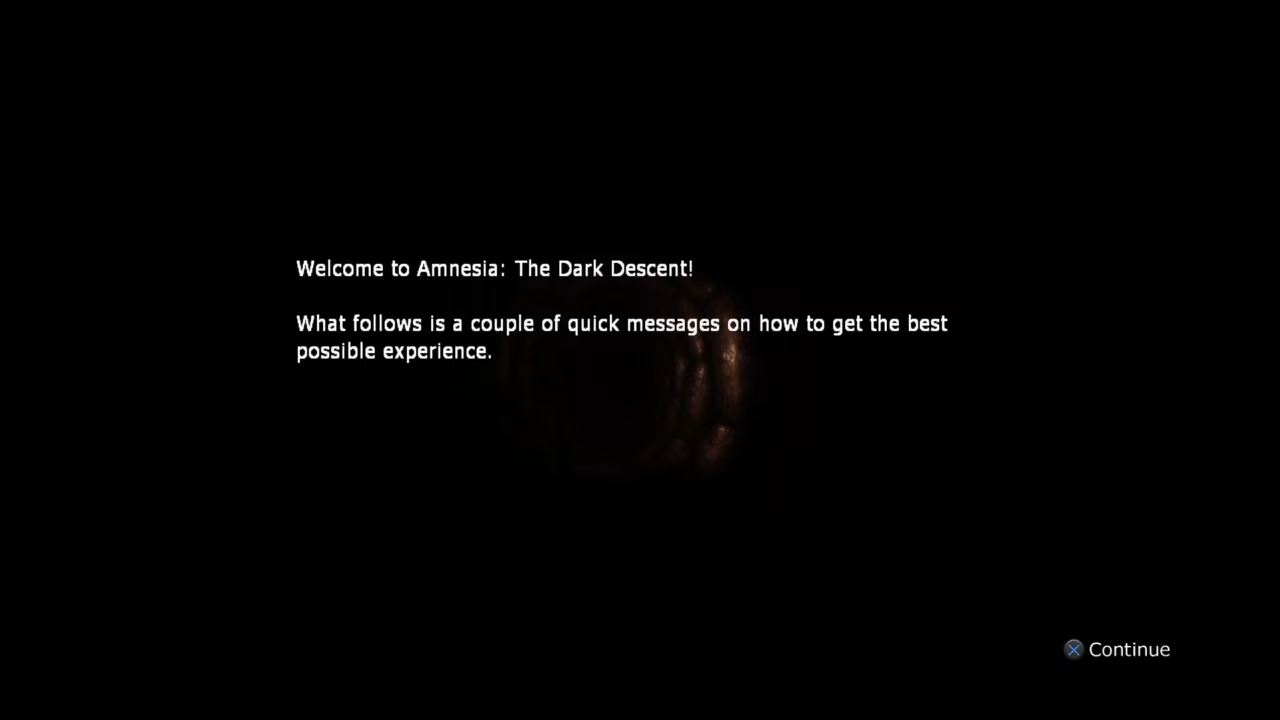 Welcome to Amnesia: The Dark Descent!
What follows is a couple of quick messages on how to get the best
possible experience.
Continue